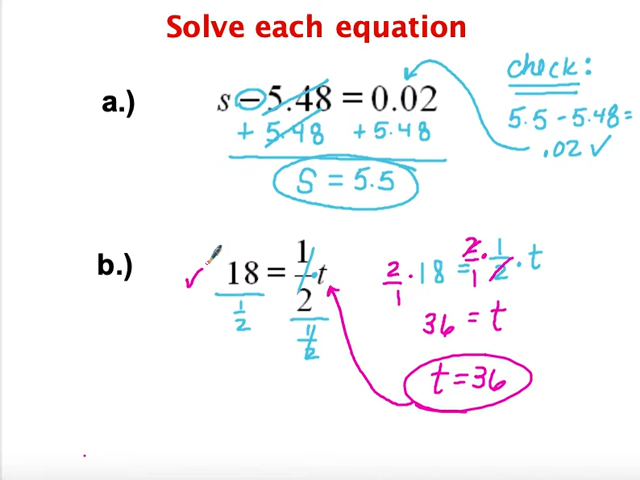 Solve each equation
a.) s − 5.48 = 0.02
+ 5.48 + 5.48
S = 5.5
check:
5.5 − 5.48 =
.02 ✓
b.) ✓ 18 = 1/2 · t
1/2 1/2
2/1 · 18 = 2/1 · 1/2 · t
36 = t
t = 36